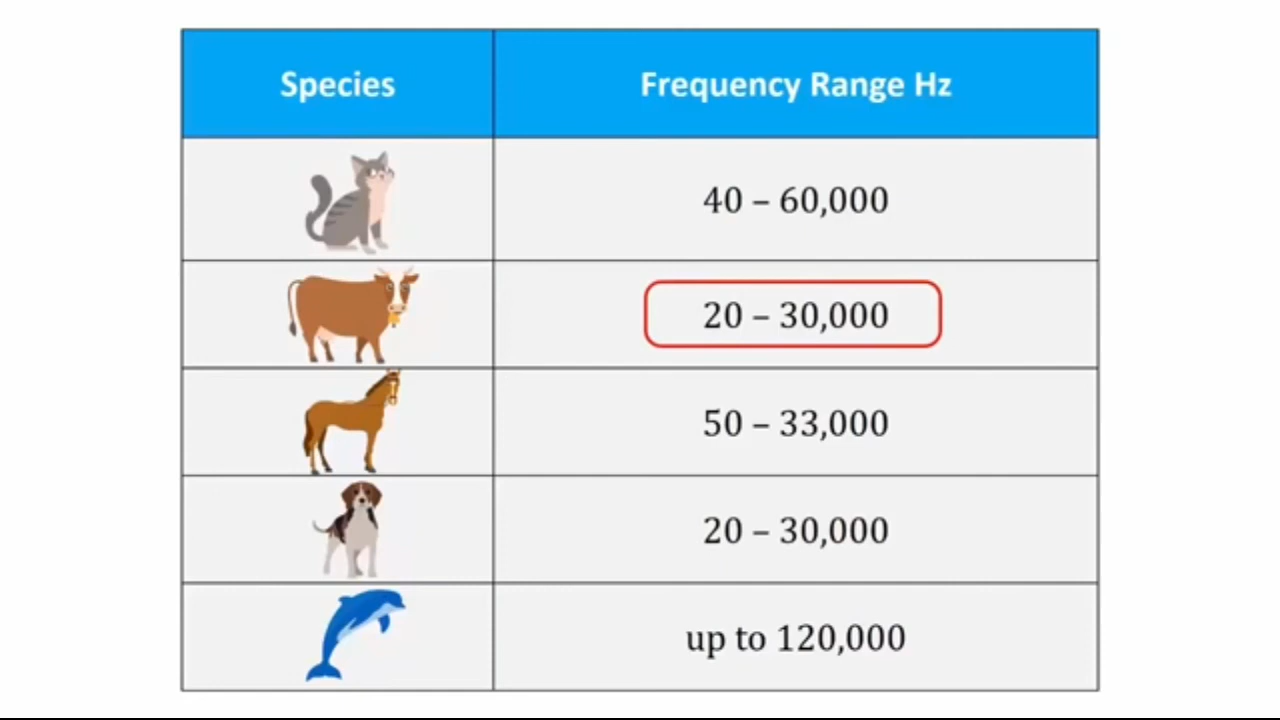 Species Frequency Range Hz
40 – 60,000
20 – 30,000
50 – 33,000
20 – 30,000
up to 120,000